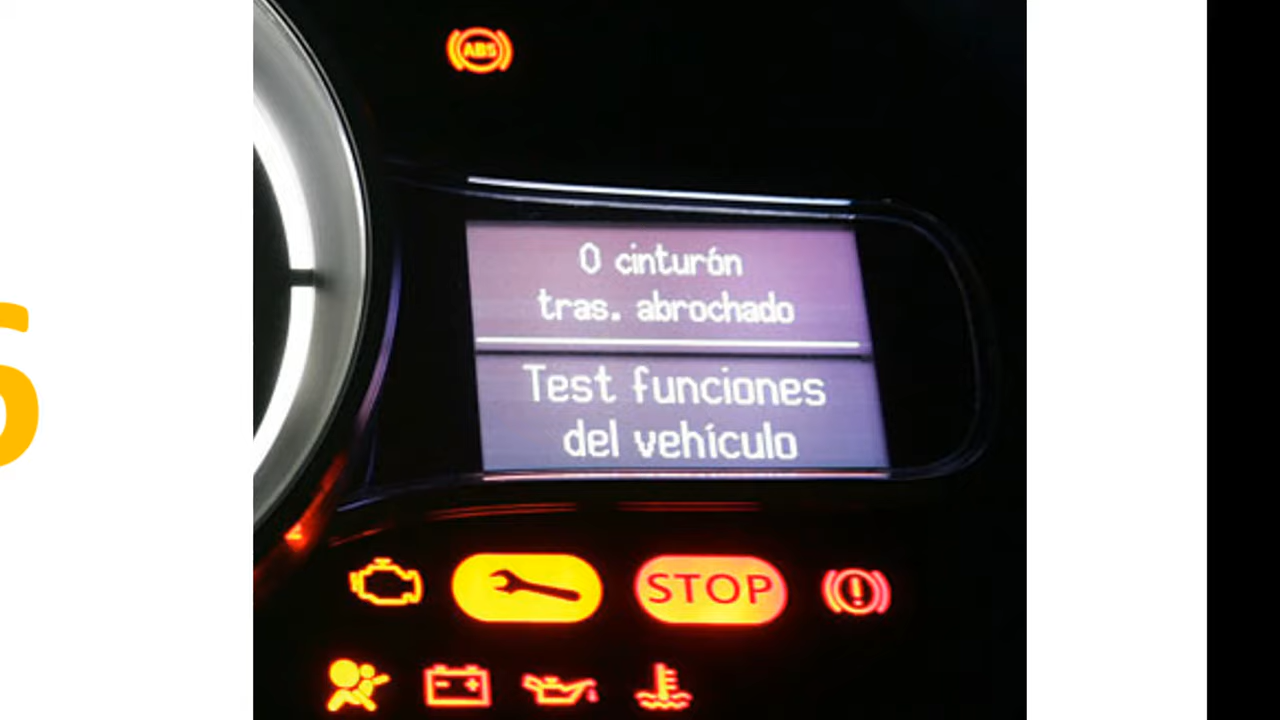 ABS
0 cinturón
tras. abrochado
Test funciones
del vehículo
STOP